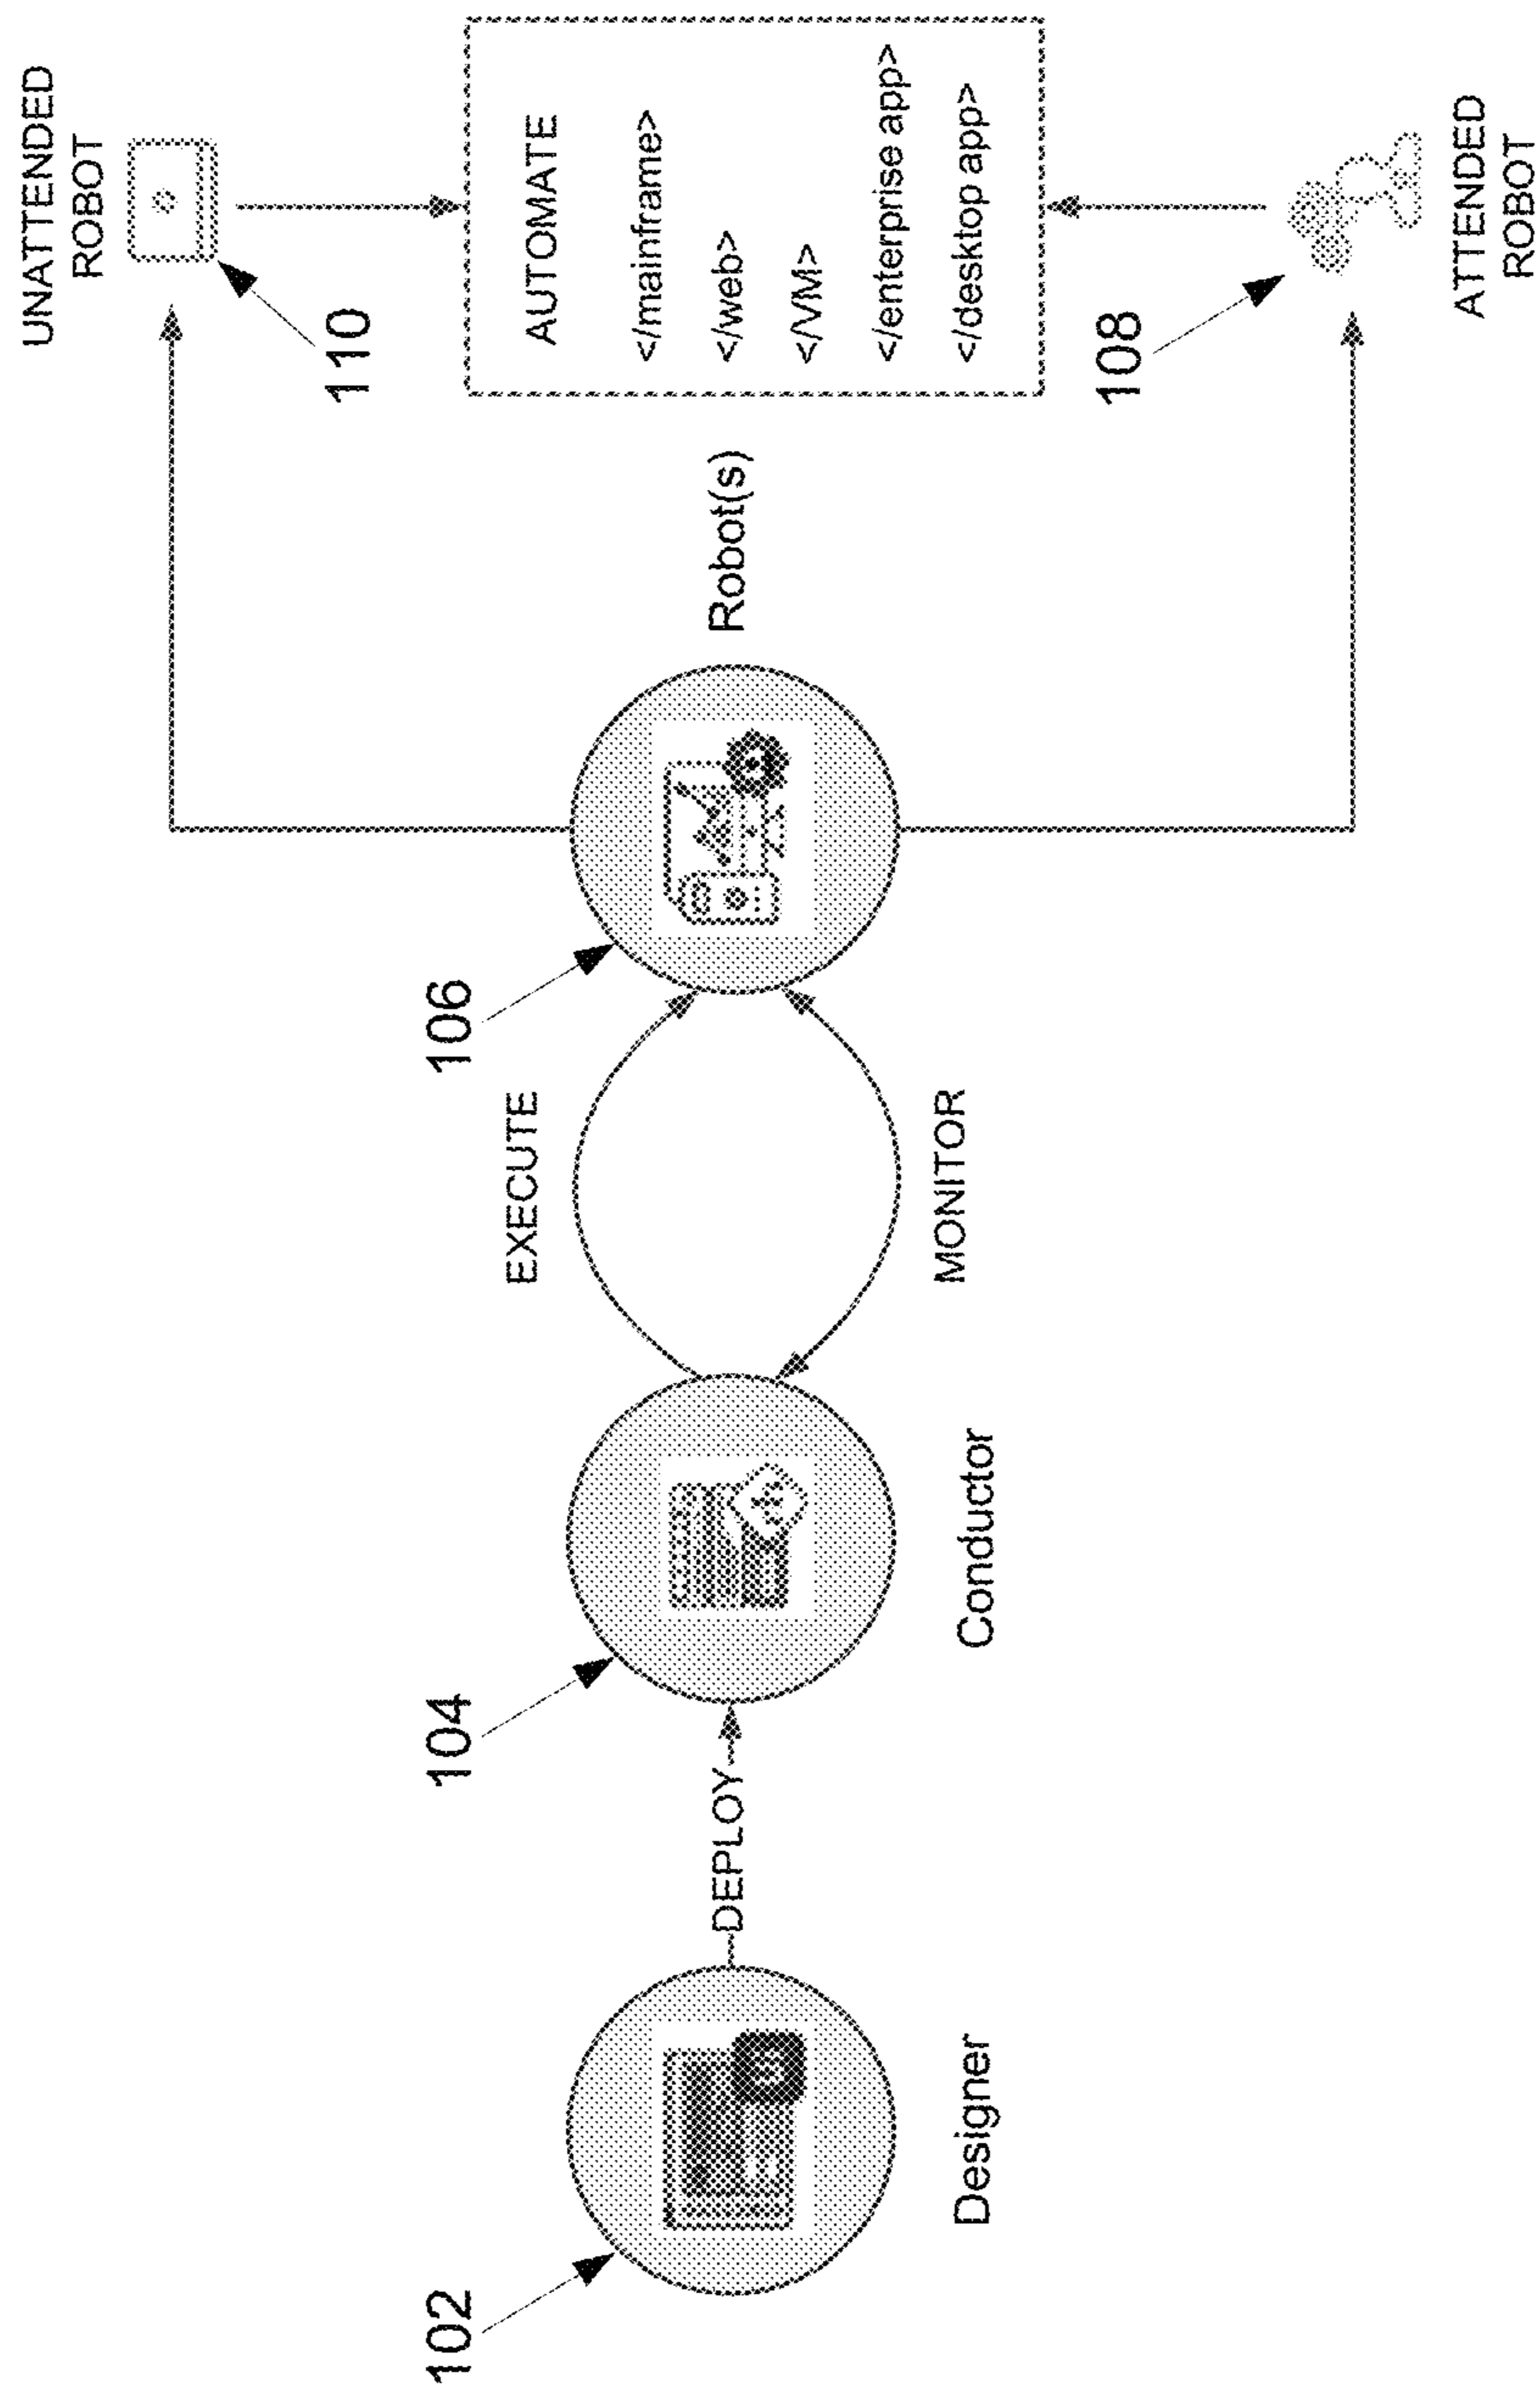 UNATTENDED
ROBOT
110
AUTOMATE
</mainframe>
</web>
</VM>
</enterprise app>
</desktop app>
108
ATTENDED
ROBOT
Robot(s)
106
EXECUTE
MONITOR
104
Conductor
DEPLOY
102
Designer